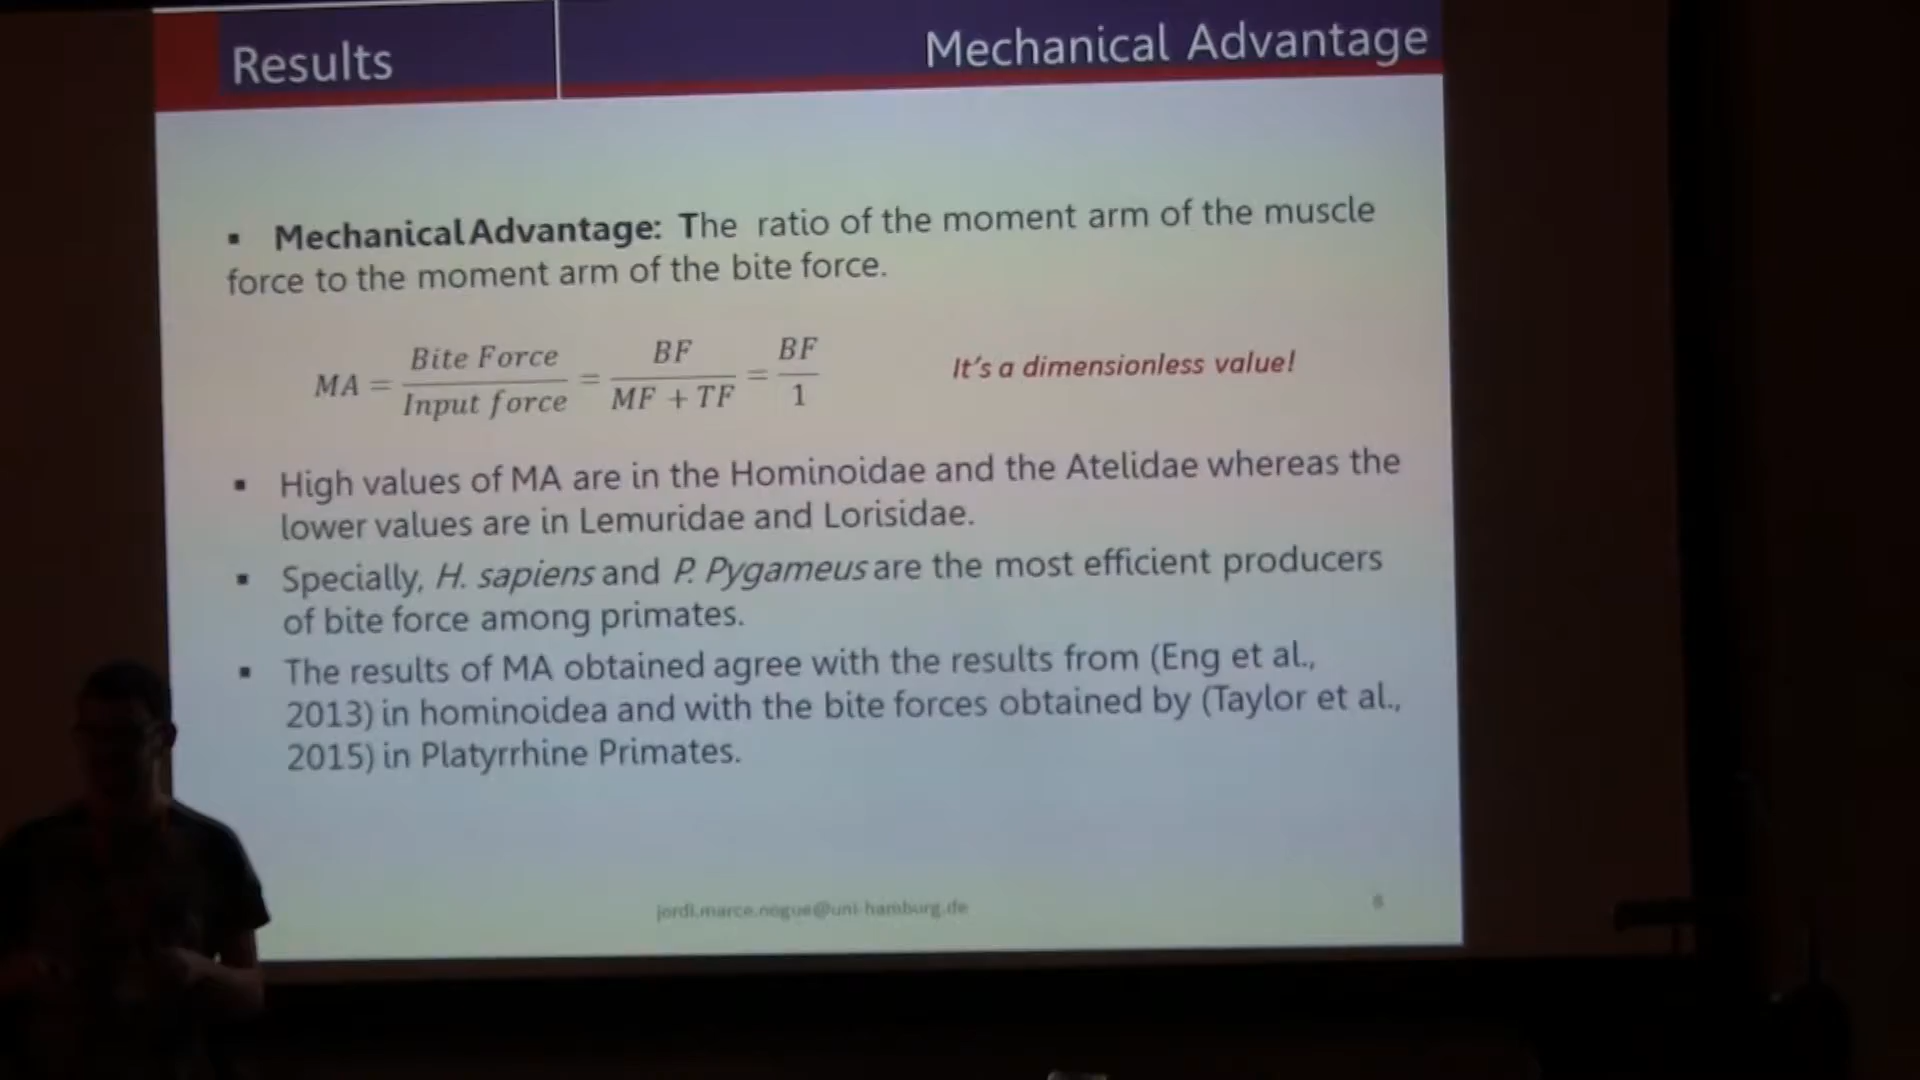 Results
Mechanical Advantage
▪ Mechanical Advantage: The ratio of the moment arm of the muscle
force to the moment arm of the bite force.
MA = Bite Force / Input force = BF / MF + TF = BF / 1
It's a dimensionless value!
▪ High values of MA are in the Hominoidae and the Atelidae whereas the
lower values are in Lemuridae and Lorisidae.
▪ Specially, H. sapiens and P. Pygameus are the most efficient producers
of bite force among primates.
▪ The results of MA obtained agree with the results from (Eng et al.,
2013) in hominoidea and with the bite forces obtained by (Taylor et al.,
2015) in Platyrrhine Primates.
jordi.marce.nogue@uni-hamburg.de